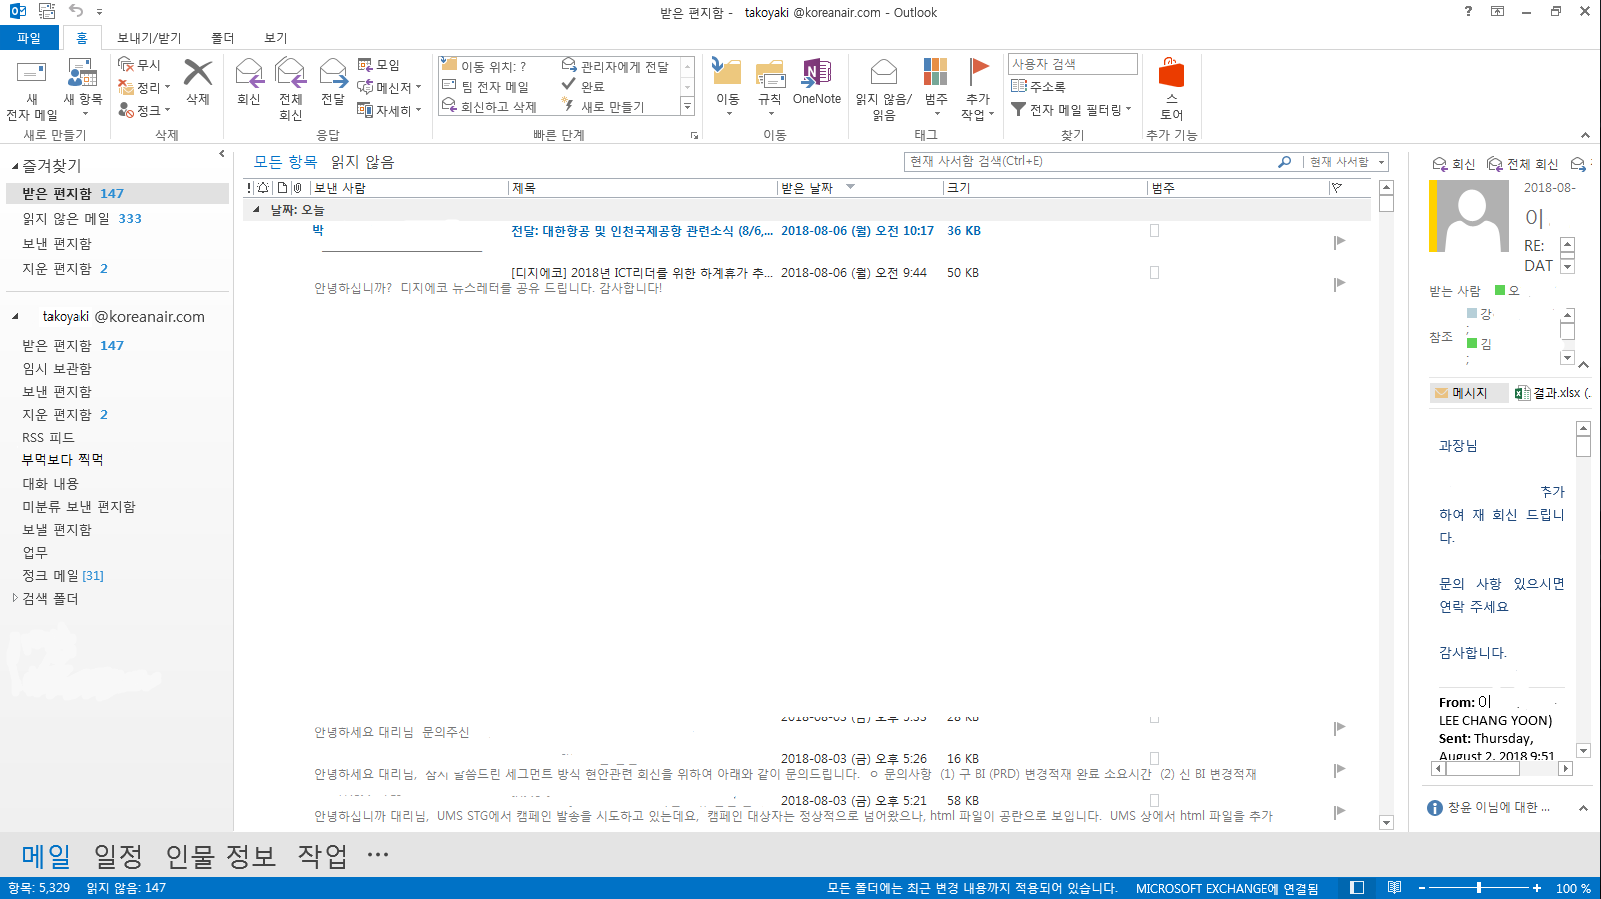 받은 편지함 - takoyaki @koreanair.com - Outlook
파일 홈 보내기/받기 폴더 보기
새 전자 메일
새 항목
새로 만들기
무시
정리
정크
삭제
삭제
회신
전체 회신
전달
모임
메신저
자세히
응답
이동 위치: ?
팀 전자 메일
회신하고 삭제
관리자에게 전달
완료
새로 만들기
빠른 단계
이동
규칙
OneNote
이동
읽지 않음/읽음
범주
추가 작업
태그
사용자 검색
주소록
전자 메일 필터링
찾기
스토어
추가 기능
즐겨찾기
받은 편지함 147
읽지 않은 메일 333
보낸 편지함
지운 편지함 2
takoyaki @koreanair.com
받은 편지함 147
임시 보관함
보낸 편지함
지운 편지함 2
RSS 피드
부먹보다 찍먹
대화 내용
미분류 보낸 편지함
보낼 편지함
업무
정크 메일 [31]
검색 폴더
모든 항목 읽지 않음
현재 사서함 검색(Ctrl+E) 현재 사서함
보낸 사람 제목 받은 날짜 크기 범주
날짜: 오늘
박 전달: 대한항공 및 인천국제공항 관련소식 (8/6,... 2018-08-06 (월) 오전 10:17 36 KB
[디지에코] 2018년 ICT리더를 위한 하계휴가 추... 2018-08-06 (월) 오전 9:44 50 KB
안녕하십니까? 디지에코 뉴스레터를 공유 드립니다. 감사합니다!
2018-08-03 (금) 오후 5:33 28 KB
안녕하세요 대리님 문의주신
2018-08-03 (금) 오후 5:26 16 KB
안녕하세요 대리님, 잠시 말씀드린 세그먼트 방식 현안관련 회신을 위하여 아래와 같이 문의드립니다. ㅇ 문의사항 (1) 구 BI (PRD) 변경적재 완료 소요시간 (2) 신 BI 변경적재
2018-08-03 (금) 오후 5:21 58 KB
안녕하십니까 대리님, UMS STG에서 캠페인 발송을 시도하고 있는데요, 캠페인 대상자는 정상적으로 넘어왔으나, html 파일이 공란으로 보입니다. UMS 상에서 html 파일을 추가
회신 전체 회신
2018-08-
이
RE:
DAT
받는 사람 오
참조
강
;
김
;
메시지 결과.xlsx (.
과장님
추가
하여 재 회신 드립니
다.
문의 사항 있으시면
연락 주세요
감사합니다.
From: 이
LEE CHANG YOON)
Sent: Thursday,
August 2, 2018 9:51
창윤 이님에 대한 ...
메일 일정 인물 정보 작업 ···
항목: 5,329 읽지 않음: 147 모든 폴더에는 최근 변경 내용까지 적용되어 있습니다. MICROSOFT EXCHANGE에 연결됨 100 %